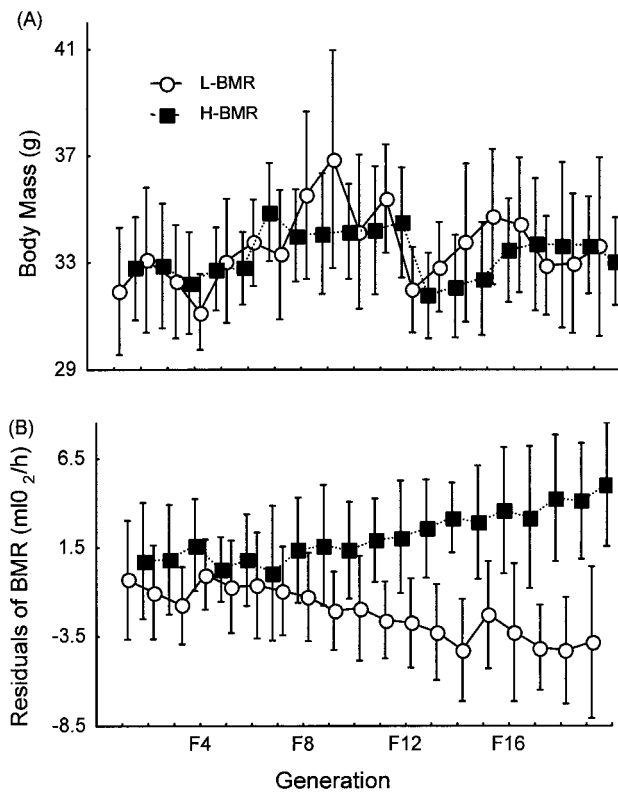 (A)
41
37
33
29
Body Mass (g)
L-BMR
H-BMR
(B)
6.5
1.5
-3.5
-8.5
Residuals of BMR (mlO₂/h)
F4 F8 F12 F16
Generation